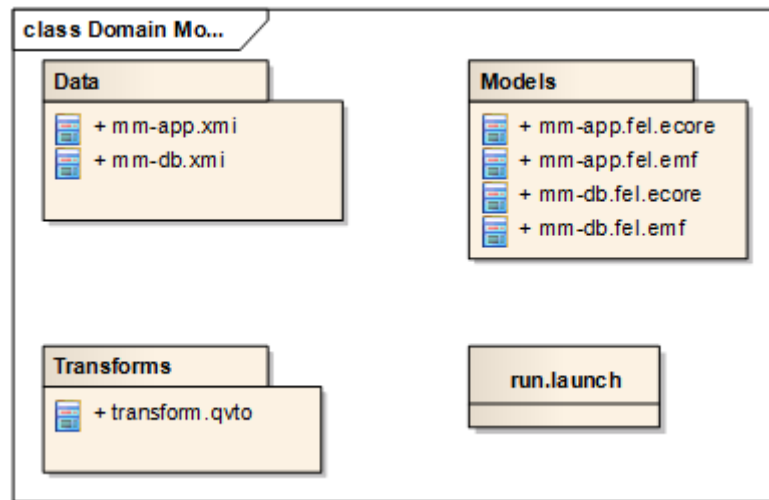 class Domain Mo...
Data
+ mm-app.xmi
+ mm-db.xmi
Models
+ mm-app.fel.ecore
+ mm-app.fel.emf
+ mm-db.fel.ecore
+ mm-db.fel.emf
Transforms
+ transform.qvto
run.launch